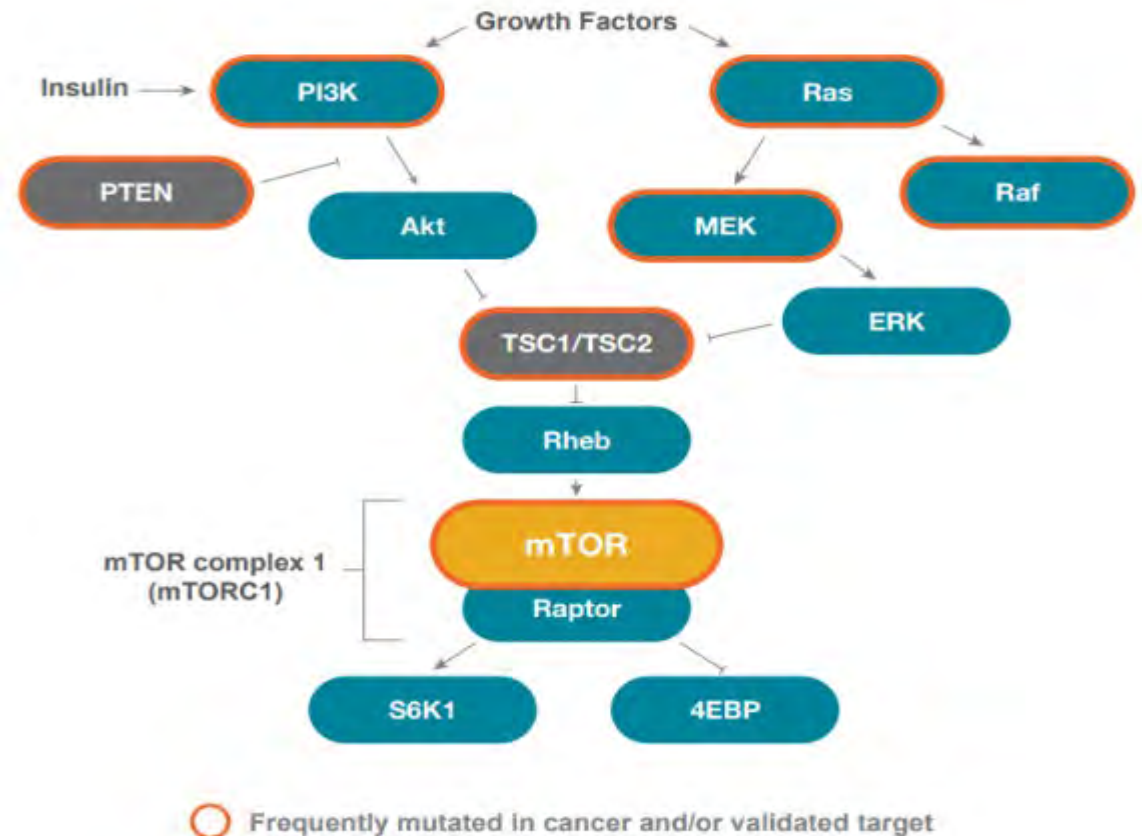 Growth Factors
Insulin
PI3K
Ras
PTEN
Raf
Akt
MEK
ERK
TSC1/TSC2
Rheb
mTOR
mTOR complex 1
(mTORC1)
Raptor
S6K1
4EBP
Frequently mutated in cancer and/or validated target